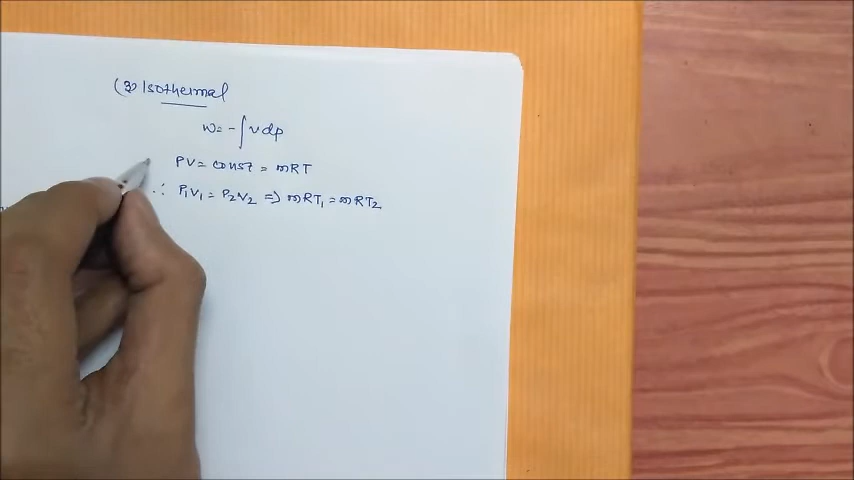 (3) Isothermal
W= -∫vdp
PV = const = mRT
∴ P₁V₁ = P₂V₂ => mRT₁ = mRT₂